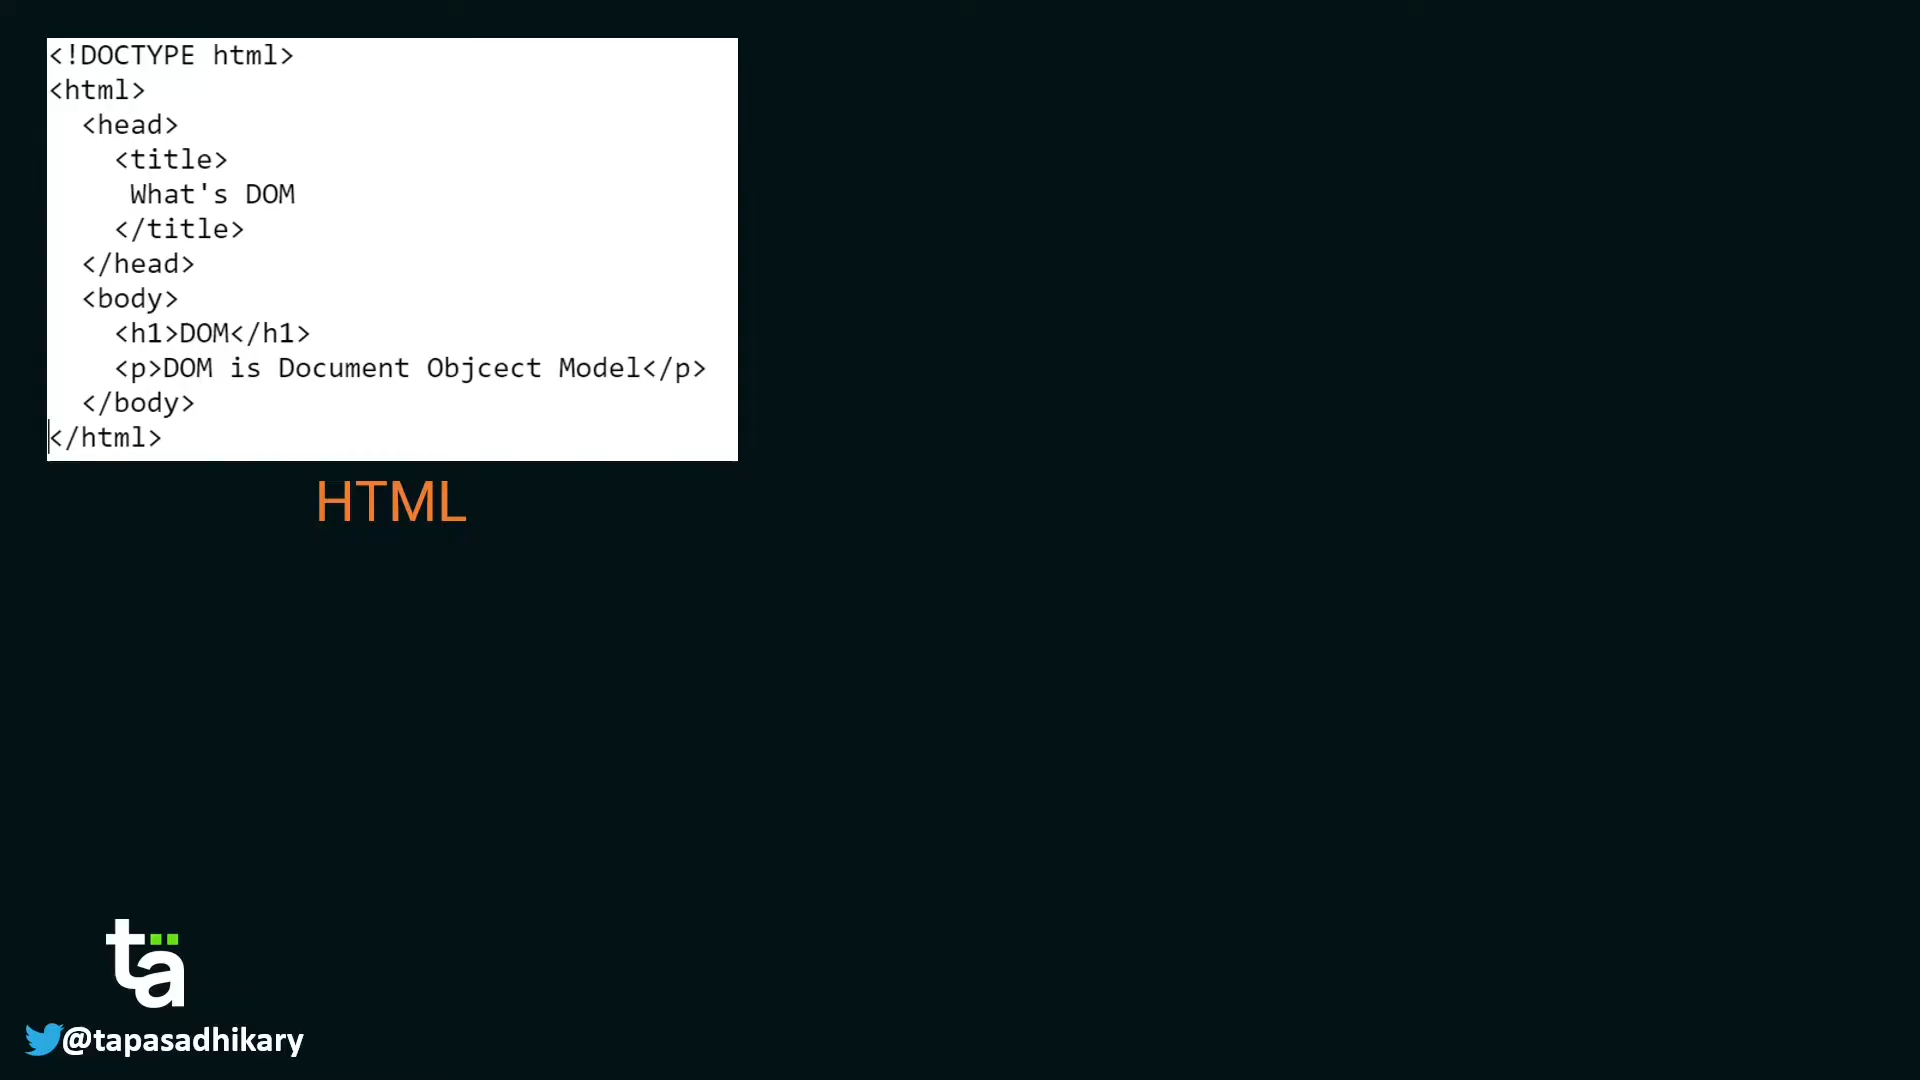 <!DOCTYPE html>
<html>
  <head>
    <title>
     What's DOM
    </title>
  </head>
  <body>
    <h1>DOM</h1>
    <p>DOM is Document Objcect Model</p>
  </body>
</html>
HTML
tä
@tapasadhikary